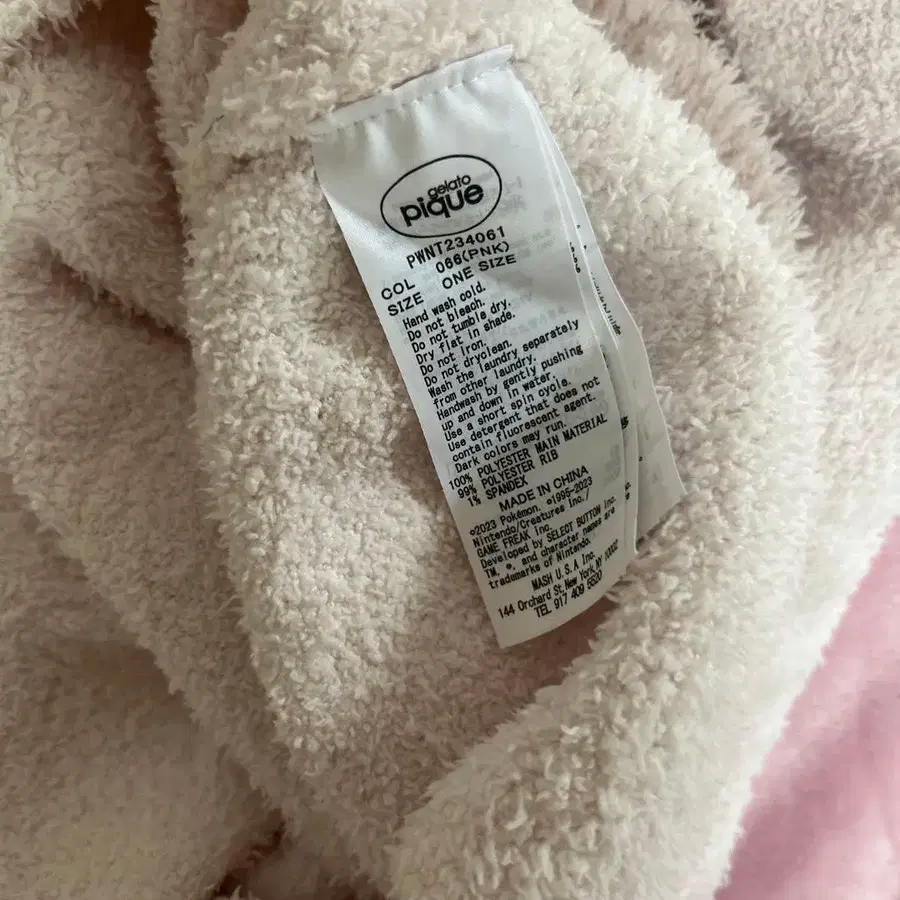 gelato
pique
PWNT234061
COL 066(PNK)
SIZE ONE SIZE
Hand wash cold.
Do not bleach.
Do not tumble dry.
Dry flat in shade.
Do not iron.
Do not dryclean.
Wash the laundry separately
from other laundry.
Handwash by gently pushing
up and down in water.
Use a short spin cycle.
Use detergent that does not
contain fluorescent agent.
Dark colors may run.
100% POLYESTER MAIN MATERIAL
99% POLYESTER RIB
1% SPANDEX
MADE IN CHINA
©2023 Pokémon. ©1995-2023
Nintendo/Creatures Inc./
GAME FREAK inc.
Developed by SELECT BUTTON inc.
TM, ®, and character names are
trademarks of Nintendo.
MASH U.S.A Inc.
144 Orchard St, New York, NY 10002
TEL 917 409 5520